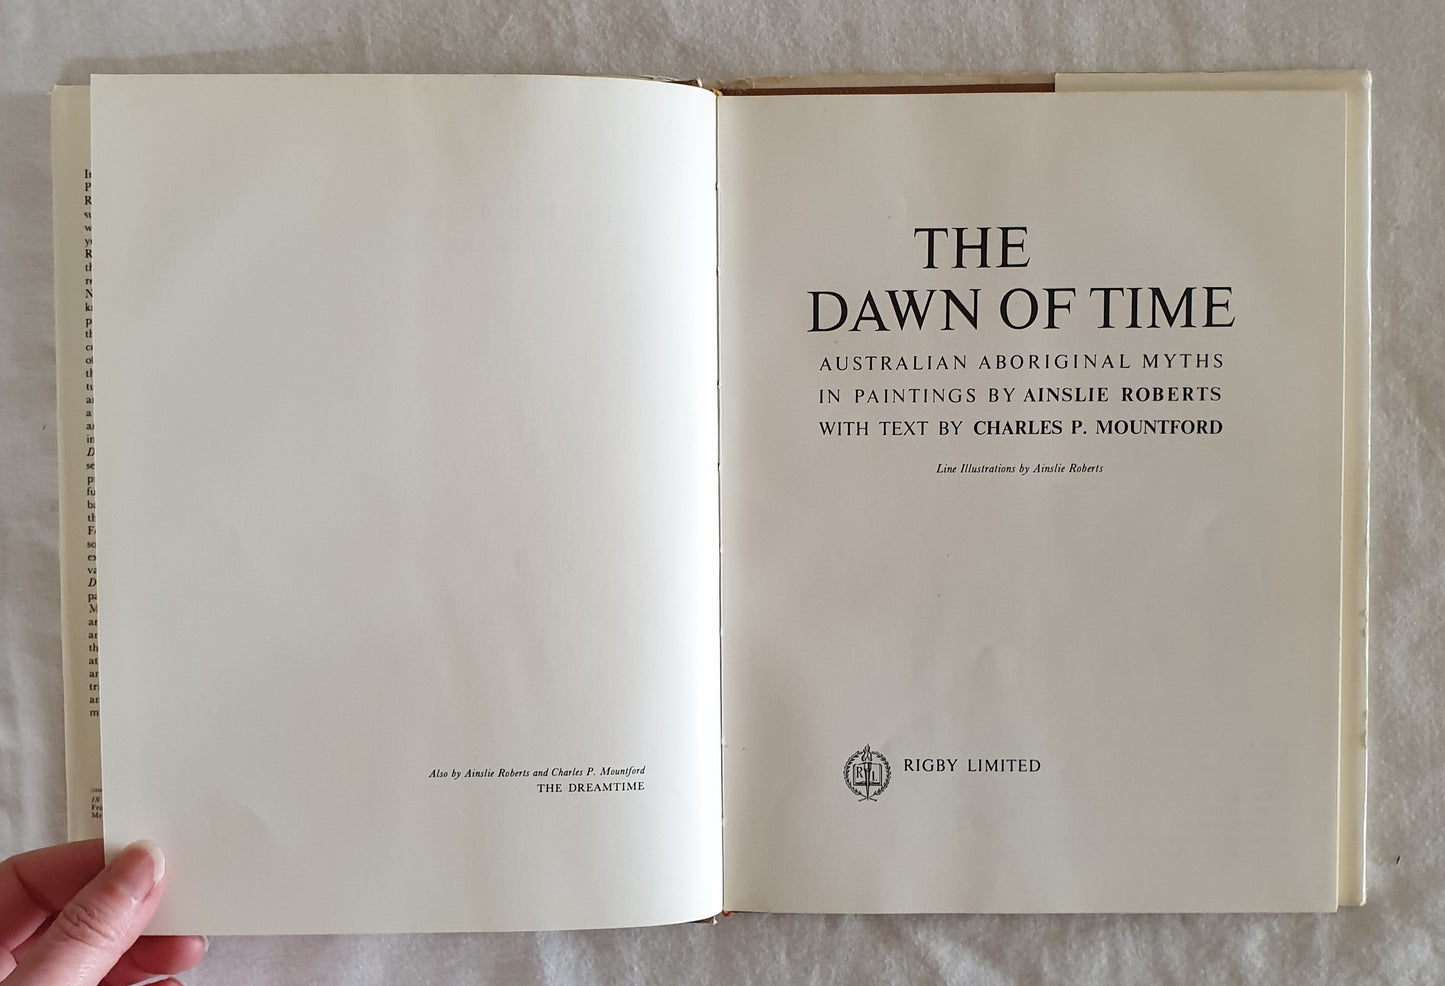 Also by Ainslie Roberts and Charles P. Mountford
THE DREAMTIME
THE
DAWN OF TIME
AUSTRALIAN ABORIGINAL MYTHS
IN PAINTINGS BY AINSLIE ROBERTS
WITH TEXT BY CHARLES P. MOUNTFORD
Line Illustrations by Ainslie Roberts
R L
RIGBY LIMITED